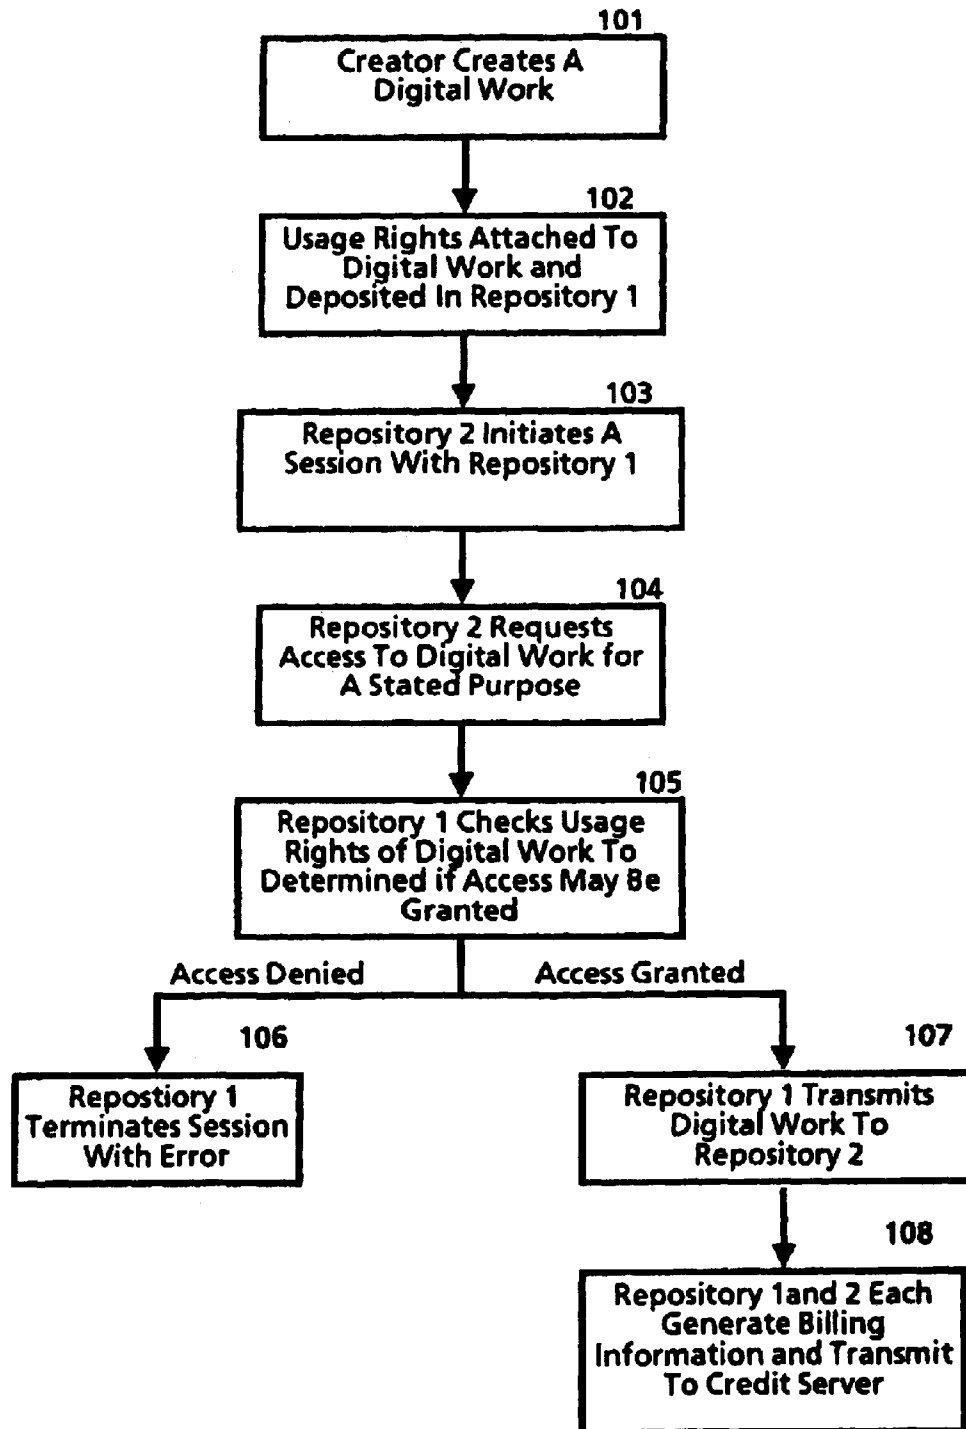 101
Creator Creates A
Digital Work
102
Usage Rights Attached To
Digital Work and
Deposited In Repository 1
103
Repository 2 Initiates A
Session With Repository 1
104
Repository 2 Requests
Access To Digital Work for
A Stated Purpose
105
Repository 1 Checks Usage
Rights of Digital Work To
Determined if Access May Be
Granted
Access Denied
Access Granted
106
Repostiory 1
Terminates Session
With Error
107
Repository 1 Transmits
Digital Work To
Repository 2
108
Repository 1and 2 Each
Generate Billing
Information and Transmit
To Credit Server